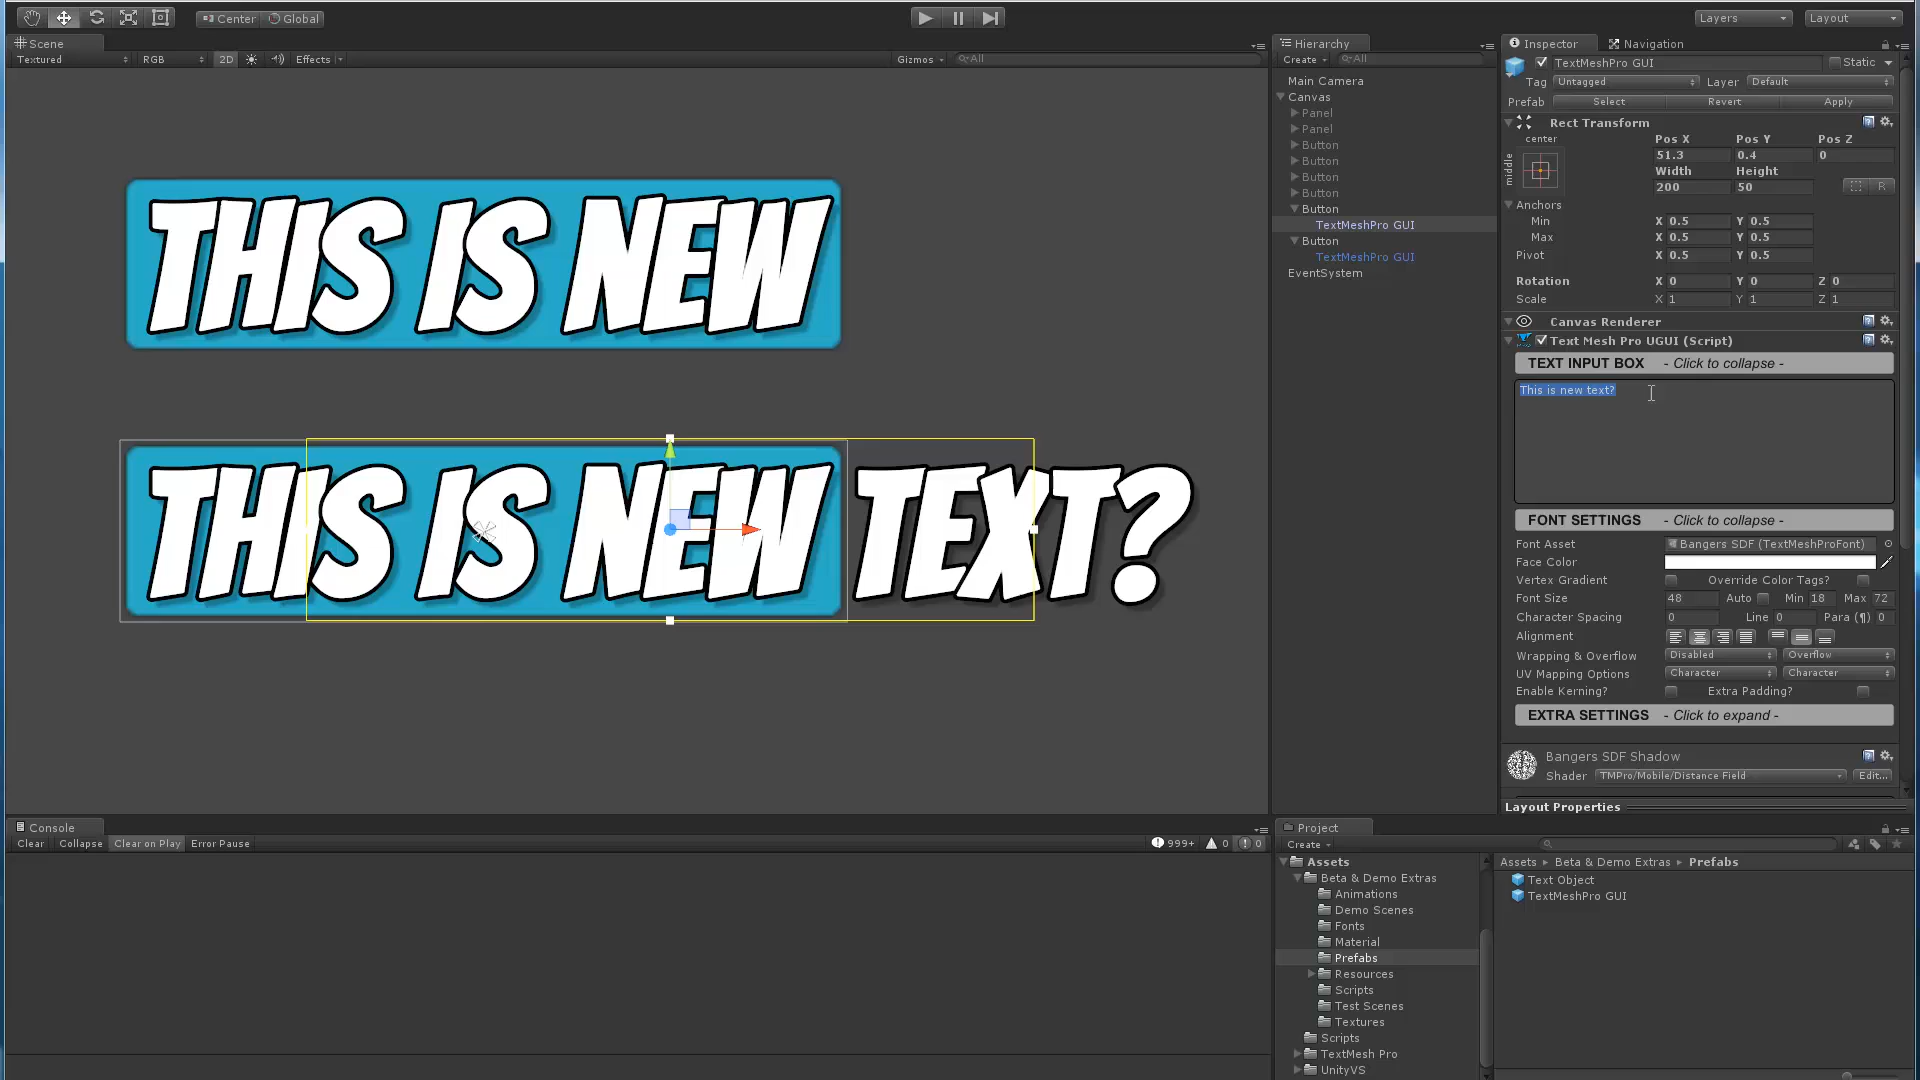 Center Global
Layers Layout
Scene
Textured RGB 2D Effects Gizmos All
THIS IS NEW
THIS IS NEW TEXT?
Console
Clear Collapse Clear on Play Error Pause 999+ 0 0
Hierarchy
Create All
Main Camera
Canvas
Panel
Panel
Button
Button
Button
Button
Button
TextMeshPro GUI
Button
TextMeshPro GUI
EventSystem
Inspector Navigation
TextMeshPro GUI Static
Tag Untagged Layer Default
Prefab Select Revert Apply
Rect Transform
center Pos X Pos Y Pos Z
middle 51.3 0.4 0
Width Height
200 50 R
Anchors
Min X 0.5 Y 0.5
Max X 0.5 Y 0.5
Pivot X 0.5 Y 0.5
Rotation X 0 Y 0 Z 0
Scale X 1 Y 1 Z 1
Canvas Renderer
Text Mesh Pro UGUI (Script)
TEXT INPUT BOX - Click to collapse -
This is new text?
FONT SETTINGS - Click to collapse -
Font Asset Bangers SDF (TextMeshProFont)
Face Color
Vertex Gradient Override Color Tags?
Font Size 48 Auto Min 18 Max 72
Character Spacing 0 Line 0 Para (¶) 0
Alignment
Wrapping & Overflow Disabled Overflow
UV Mapping Options Character Character
Enable Kerning? Extra Padding?
EXTRA SETTINGS - Click to expand -
Bangers SDF Shadow
Shader TMPro/Mobile/Distance Field Edit...
Layout Properties
Project
Create
Assets
Beta & Demo Extras
Animations
Demo Scenes
Fonts
Material
Prefabs
Resources
Scripts
Test Scenes
Textures
Scripts
TextMesh Pro
UnityVS
Assets Beta & Demo Extras Prefabs
Text Object
TextMeshPro GUI